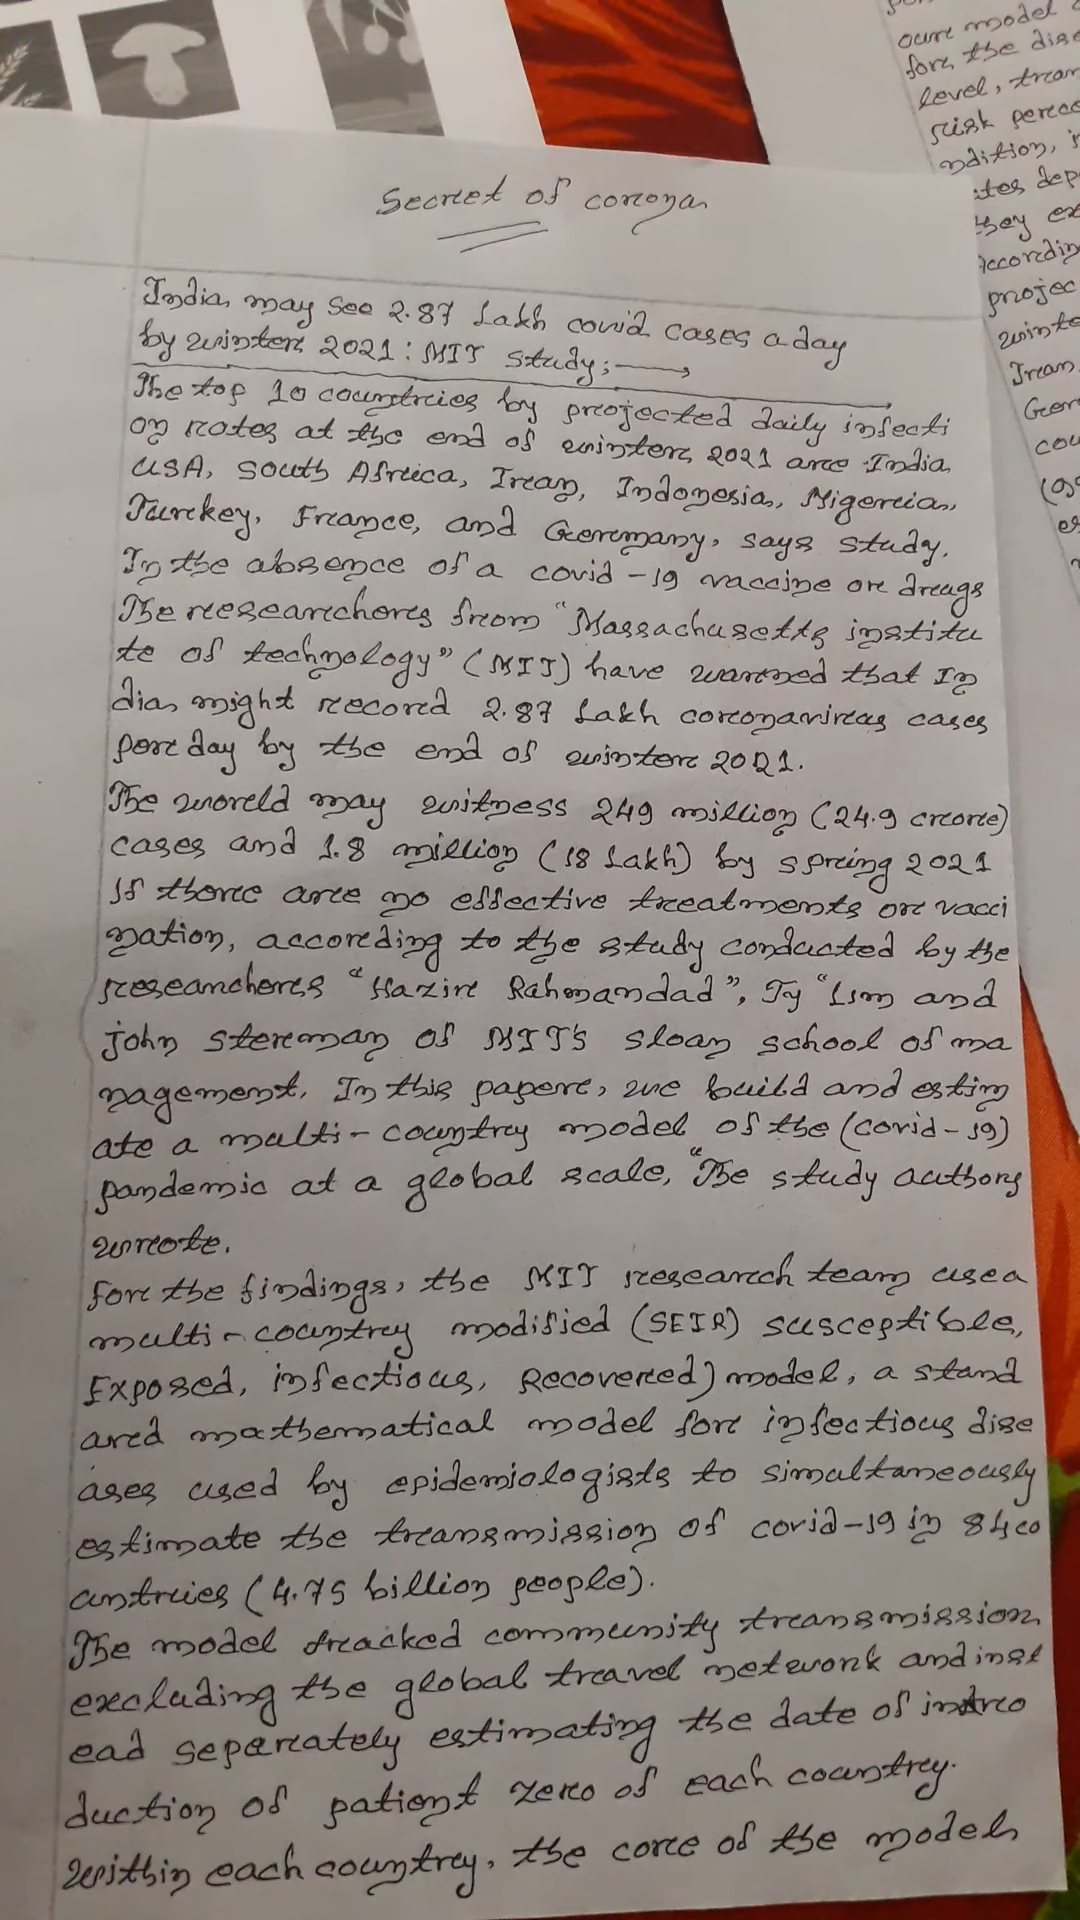 Secret of corona
India may see 2.87 Lakh covid cases a day
by winter 2021 : MIT study ; →
The top 10 countries by projected daily infecti
on rates at the end of winter 2021 are India
USA, South Africa, Iran, Indonesia, Nigeria,
Turkey, France, and Germany, says study.
In the absence of a covid-19 vaccine or drugs
The researchers from "Massachusetts institu
te of technology" (MIT) have warned that In
dia might record 2.87 Lakh coronavirus cases
per day by the end of winter 2021.
The world may witness 249 million (24.9 crore)
cases and 1.8 million (18 Lakh) by spring 2021
If there are no effective treatments or vacci
nation, according to the study conducted by the
researchers "Hazir Rahmandad", Ty "Lim and
john sterman of MIT's sloan school of ma
nagement. In this paper, we build and estim
ate a multi-country model of the (covid-19)
pandemic at a global scale, "The study authors
wrote.
for the findings, the MIT research team used
multi-country modified (SEIR) susceptible,
Exposed, infectious, Recovered) model, a stand
ard mathematical model for infectious dise
ases used by epidemiologists to simultaneously
estimate the transmission of covid-19 in 84 co
untries (4.75 billion people).
The model tracked community transmission
excluding the global travel network and inst
ead seperately estimating the date of intro
duction of patient zero of each country.
within each country, the core of the model
our model
for the dise
level, tran
risk perce
ndition, i
ates dep
they ex
According
projec
winte
Iran,
Ger
cou